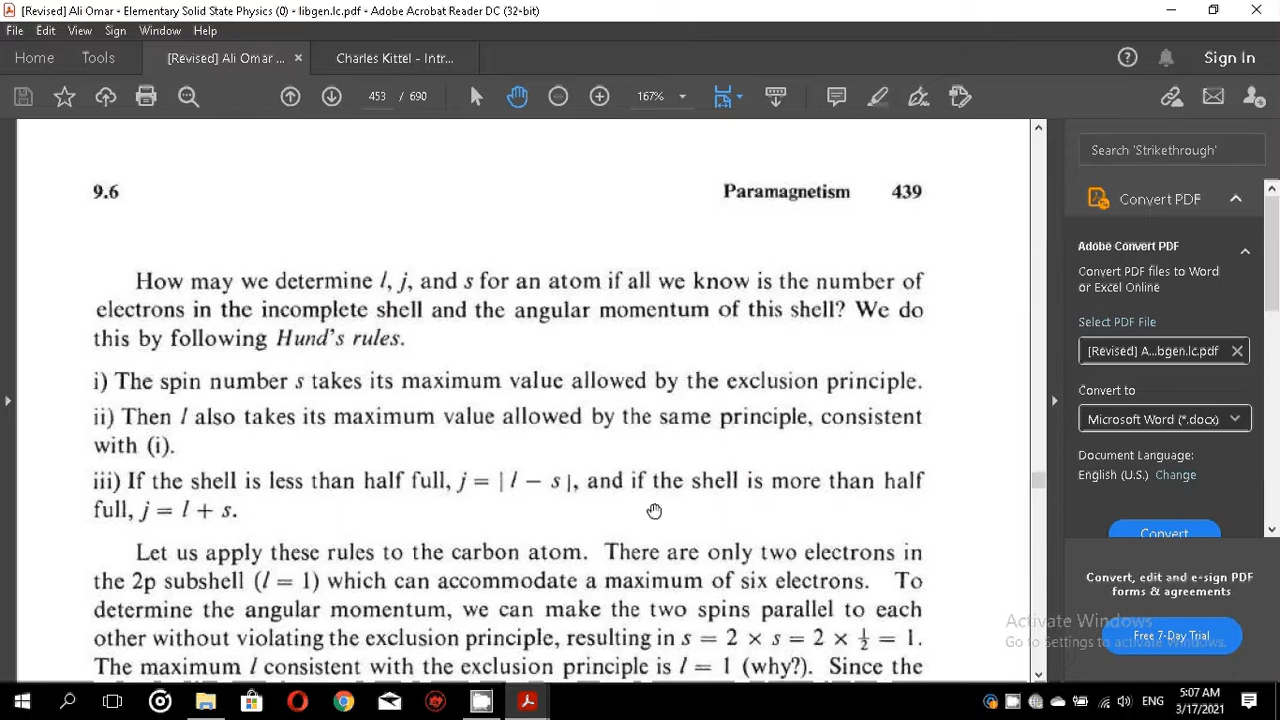 [Revised] Ali Omar - Elementary Solid State Physics (0) - libgen.lc.pdf - Adobe Acrobat Reader DC (32-bit)
File Edit View Sign Window Help
Home Tools [Revised] Ali Omar ... × Charles Kittel - Intr... Sign In
453 / 690 167%
9.6 Paramagnetism 439
How may we determine l, j, and s for an atom if all we know is the number of
electrons in the incomplete shell and the angular momentum of this shell? We do
this by following Hund's rules.
i) The spin number s takes its maximum value allowed by the exclusion principle.
ii) Then l also takes its maximum value allowed by the same principle, consistent
with (i).
iii) If the shell is less than half full, j = | l − s |, and if the shell is more than half
full, j = l + s.
Let us apply these rules to the carbon atom. There are only two electrons in
the 2p subshell (l = 1) which can accommodate a maximum of six electrons. To
determine the angular momentum, we can make the two spins parallel to each
other without violating the exclusion principle, resulting in s = 2 × s = 2 × ½ = 1.
The maximum l consistent with the exclusion principle is l = 1 (why?). Since the
Search 'Strikethrough'
Convert PDF
Adobe Convert PDF
Convert PDF files to Word
or Excel Online
Select PDF File
[Revised] A...bgen.lc.pdf
Convert to
Microsoft Word (*.docx)
Document Language:
English (U.S.) Change
Convert
Convert, edit and e-sign PDF
forms & agreements
Free 7-Day Trial
Activate Windows
Go to Settings to activate Windows.
ENG
5:07 AM
3/17/2021